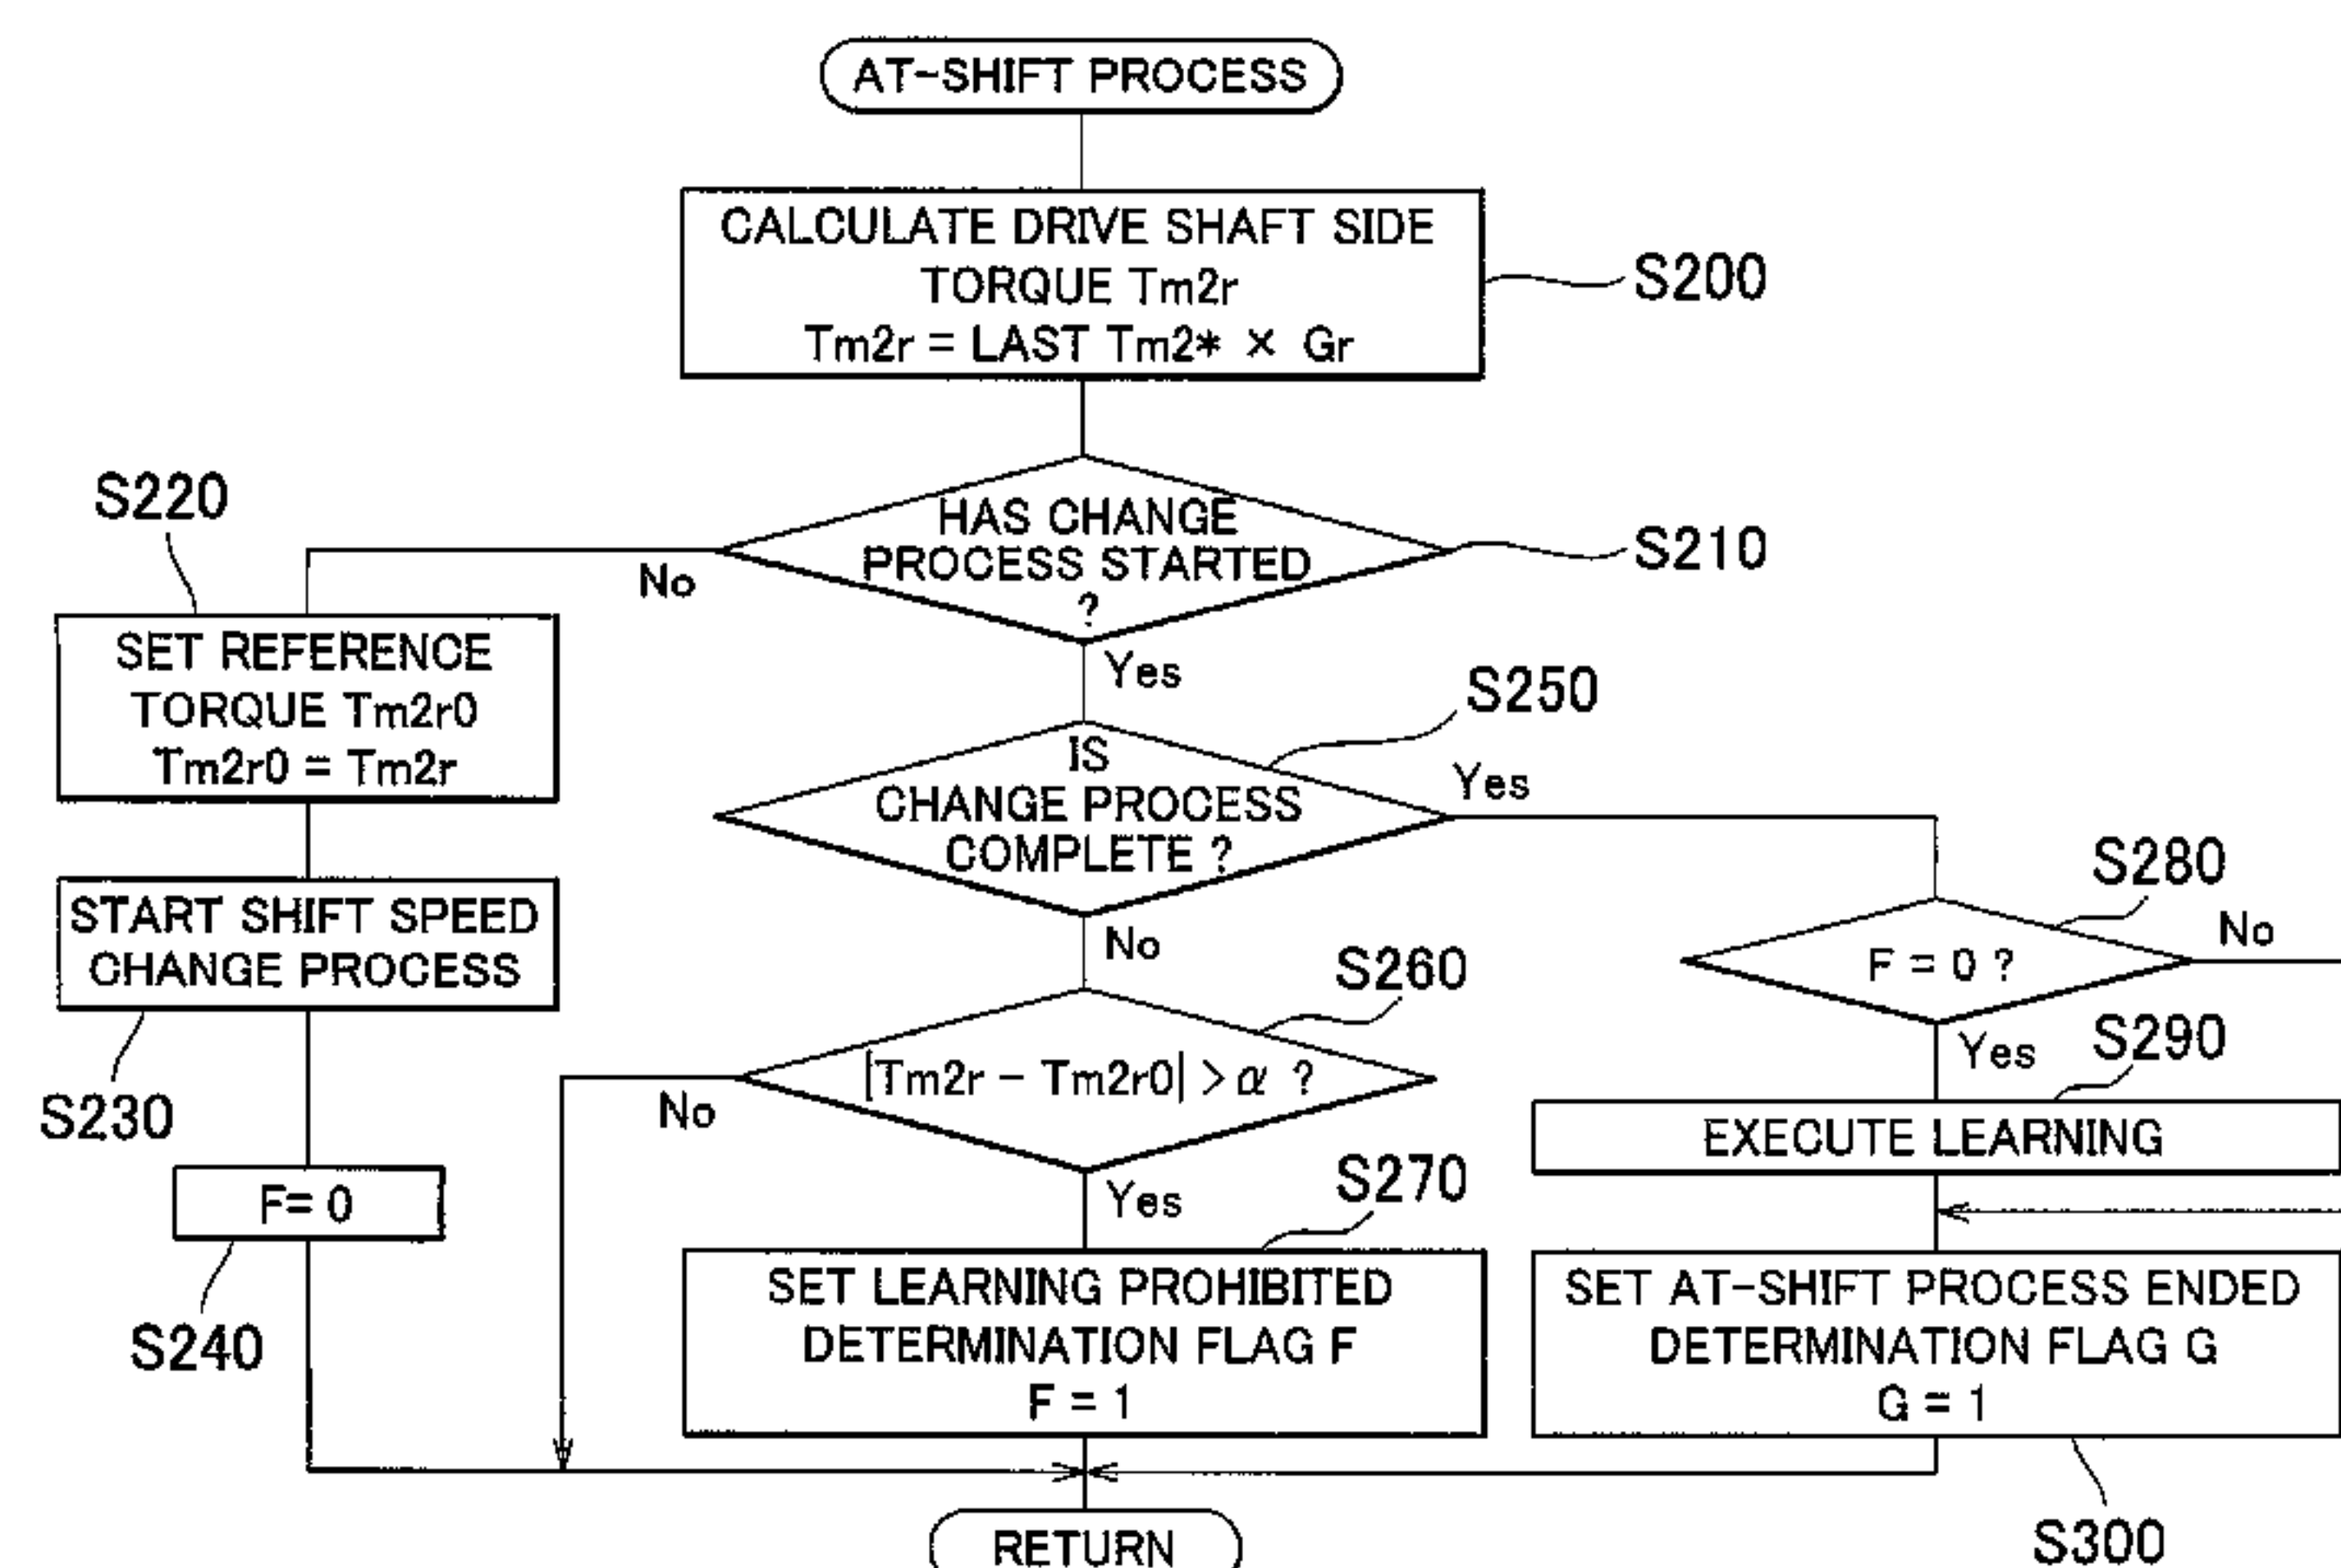 AT-SHIFT PROCESS
CALCULATE DRIVE SHAFT SIDE
TORQUE Tm2r
Tm2r = LAST Tm2* × Gr
S200
HAS CHANGE
PROCESS STARTED
?
S210
No
Yes
S220
SET REFERENCE
TORQUE Tm2r0
Tm2r0 = Tm2r
START SHIFT SPEED
CHANGE PROCESS
S230
F= 0
S240
IS
CHANGE PROCESS
COMPLETE ?
S250
Yes
No
S260
|Tm2r - Tm2r0| > α ?
No
Yes
S270
SET LEARNING PROHIBITED
DETERMINATION FLAG F
F = 1
S280
F = 0 ?
No
Yes
S290
EXECUTE LEARNING
SET AT-SHIFT PROCESS ENDED
DETERMINATION FLAG G
G = 1
S300
RETURN